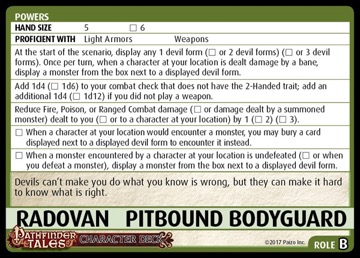 POWERS
HAND SIZE 5 ☐ 6
PROFICIENT WITH Light Armors Weapons
At the start of the scenario, display any 1 devil form (☐ or 2 devil forms) (☐ or 3 devil
forms). Once per turn, when a character at your location is dealt damage by a bane,
display a monster from the box next to a displayed devil form.
Add 1d4 (☐ 1d6) to your combat check that does not have the 2-Handed trait; add an
additional 1d4 (☐ 1d12) if you did not play a weapon.
Reduce Fire, Poison, or Ranged Combat damage (☐ or damage dealt by a summoned
monster) dealt to you (☐ or to a character at your location) by 1 (☐ 2) (☐ 3).
☐ When a character at your location would encounter a monster, you may bury a card
displayed next to a displayed devil form to encounter it instead.
☐ When a monster encountered by a character at your location is undefeated (☐ or when
you defeat a monster), display a monster from the box next to a displayed devil form.
Devils can't make you do what you know is wrong, but they can make it hard
to know what is right.
RADOVAN PITBOUND BODYGUARD
PATHFINDER
TALES CHARACTER DECK
©2017 Paizo Inc. ROLE B